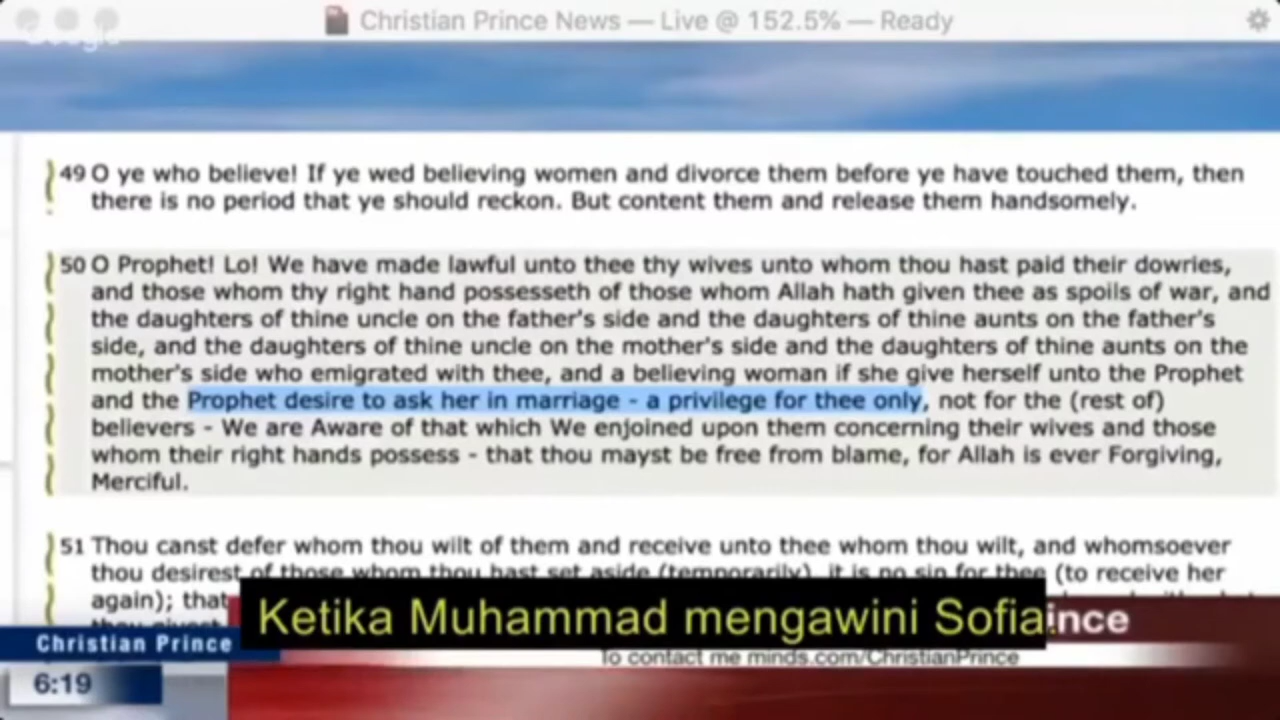 Christian Prince News — Live @ 152.5% — Ready
Google
49 O ye who believe! If ye wed believing women and divorce them before ye have touched them, then
there is no period that ye should reckon. But content them and release them handsomely.
50 O Prophet! Lo! We have made lawful unto thee thy wives unto whom thou hast paid their dowries,
and those whom thy right hand possesseth of those whom Allah hath given thee as spoils of war, and
the daughters of thine uncle on the father's side and the daughters of thine aunts on the father's
side, and the daughters of thine uncle on the mother's side and the daughters of thine aunts on the
mother's side who emigrated with thee, and a believing woman if she give herself unto the Prophet
and the Prophet desire to ask her in marriage - a privilege for thee only, not for the (rest of)
believers - We are Aware of that which We enjoined upon them concerning their wives and those
whom their right hands possess - that thou mayst be free from blame, for Allah is ever Forgiving,
Merciful.
51 Thou canst defer whom thou wilt of them and receive unto thee whom thou wilt, and whomsoever
thou desirest of those whom thou hast set aside (temporarily), it is no sin for thee (to receive her
again); that
Ketika Muhammad mengawini Sofia.
ince
Christian Prince
To contact me minds.com/ChristianPrince
6:19